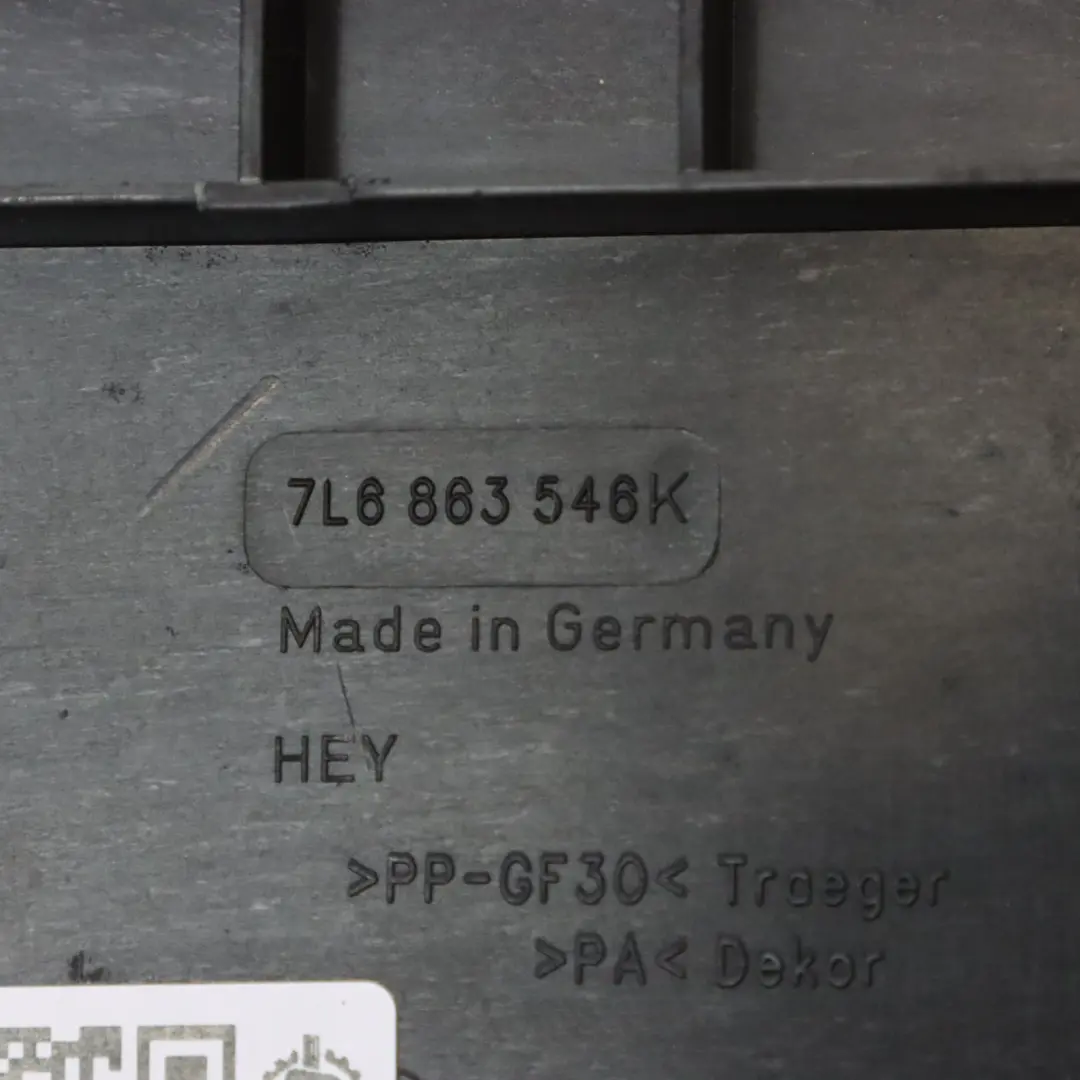 7L6 863 546K
Made in Germany
HEY
>PP-GF30< Traeger
>PA< Dekor